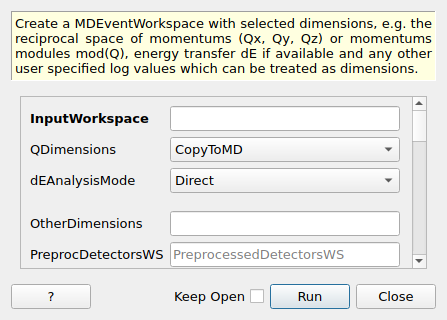 Create a MDEventWorkspace with selected dimensions, e.g. the
reciprocal space of momentums (Qx, Qy, Qz) or momentums
modules mod(Q), energy transfer dE if available and any other
user specified log values which can be treated as dimensions.
InputWorkspace
QDimensions CopyToMD
dEAnalysisMode Direct
OtherDimensions
PreprocDetectorsWS PreprocessedDetectorsWS
? Keep Open Run Close